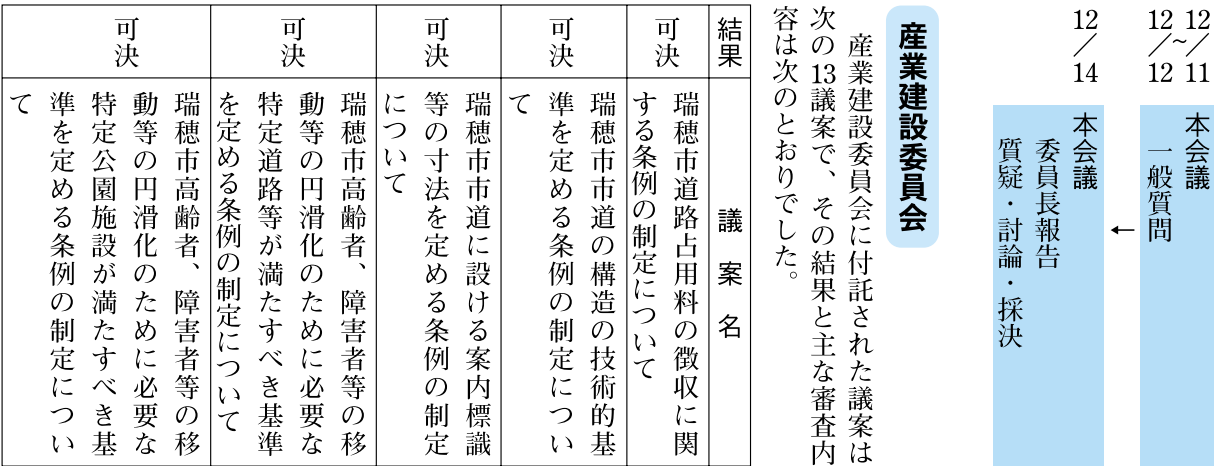 12/11
~
12/12
本会議
一般質問
←
12/14
本会議
委員長報告
質疑・討論・採決
産業建設委員会
産業建設委員会に付託された議案は
次の13議案で、その結果と主な審査内
容は次のとおりでした。
結果
議案名
可決
瑞穂市道路占用料の徴収に関
する条例の制定について
可決
瑞穂市市道の構造の技術的基
準を定める条例の制定につい
て
可決
瑞穂市市道に設ける案内標識
等の寸法を定める条例の制定
について
可決
瑞穂市高齢者、障害者等の移
動等の円滑化のために必要な
特定道路等が満たすべき基準
を定める条例の制定について
可決
瑞穂市高齢者、障害者等の移
動等の円滑化のために必要な
特定公園施設が満たすべき基
準を定める条例の制定につい
て